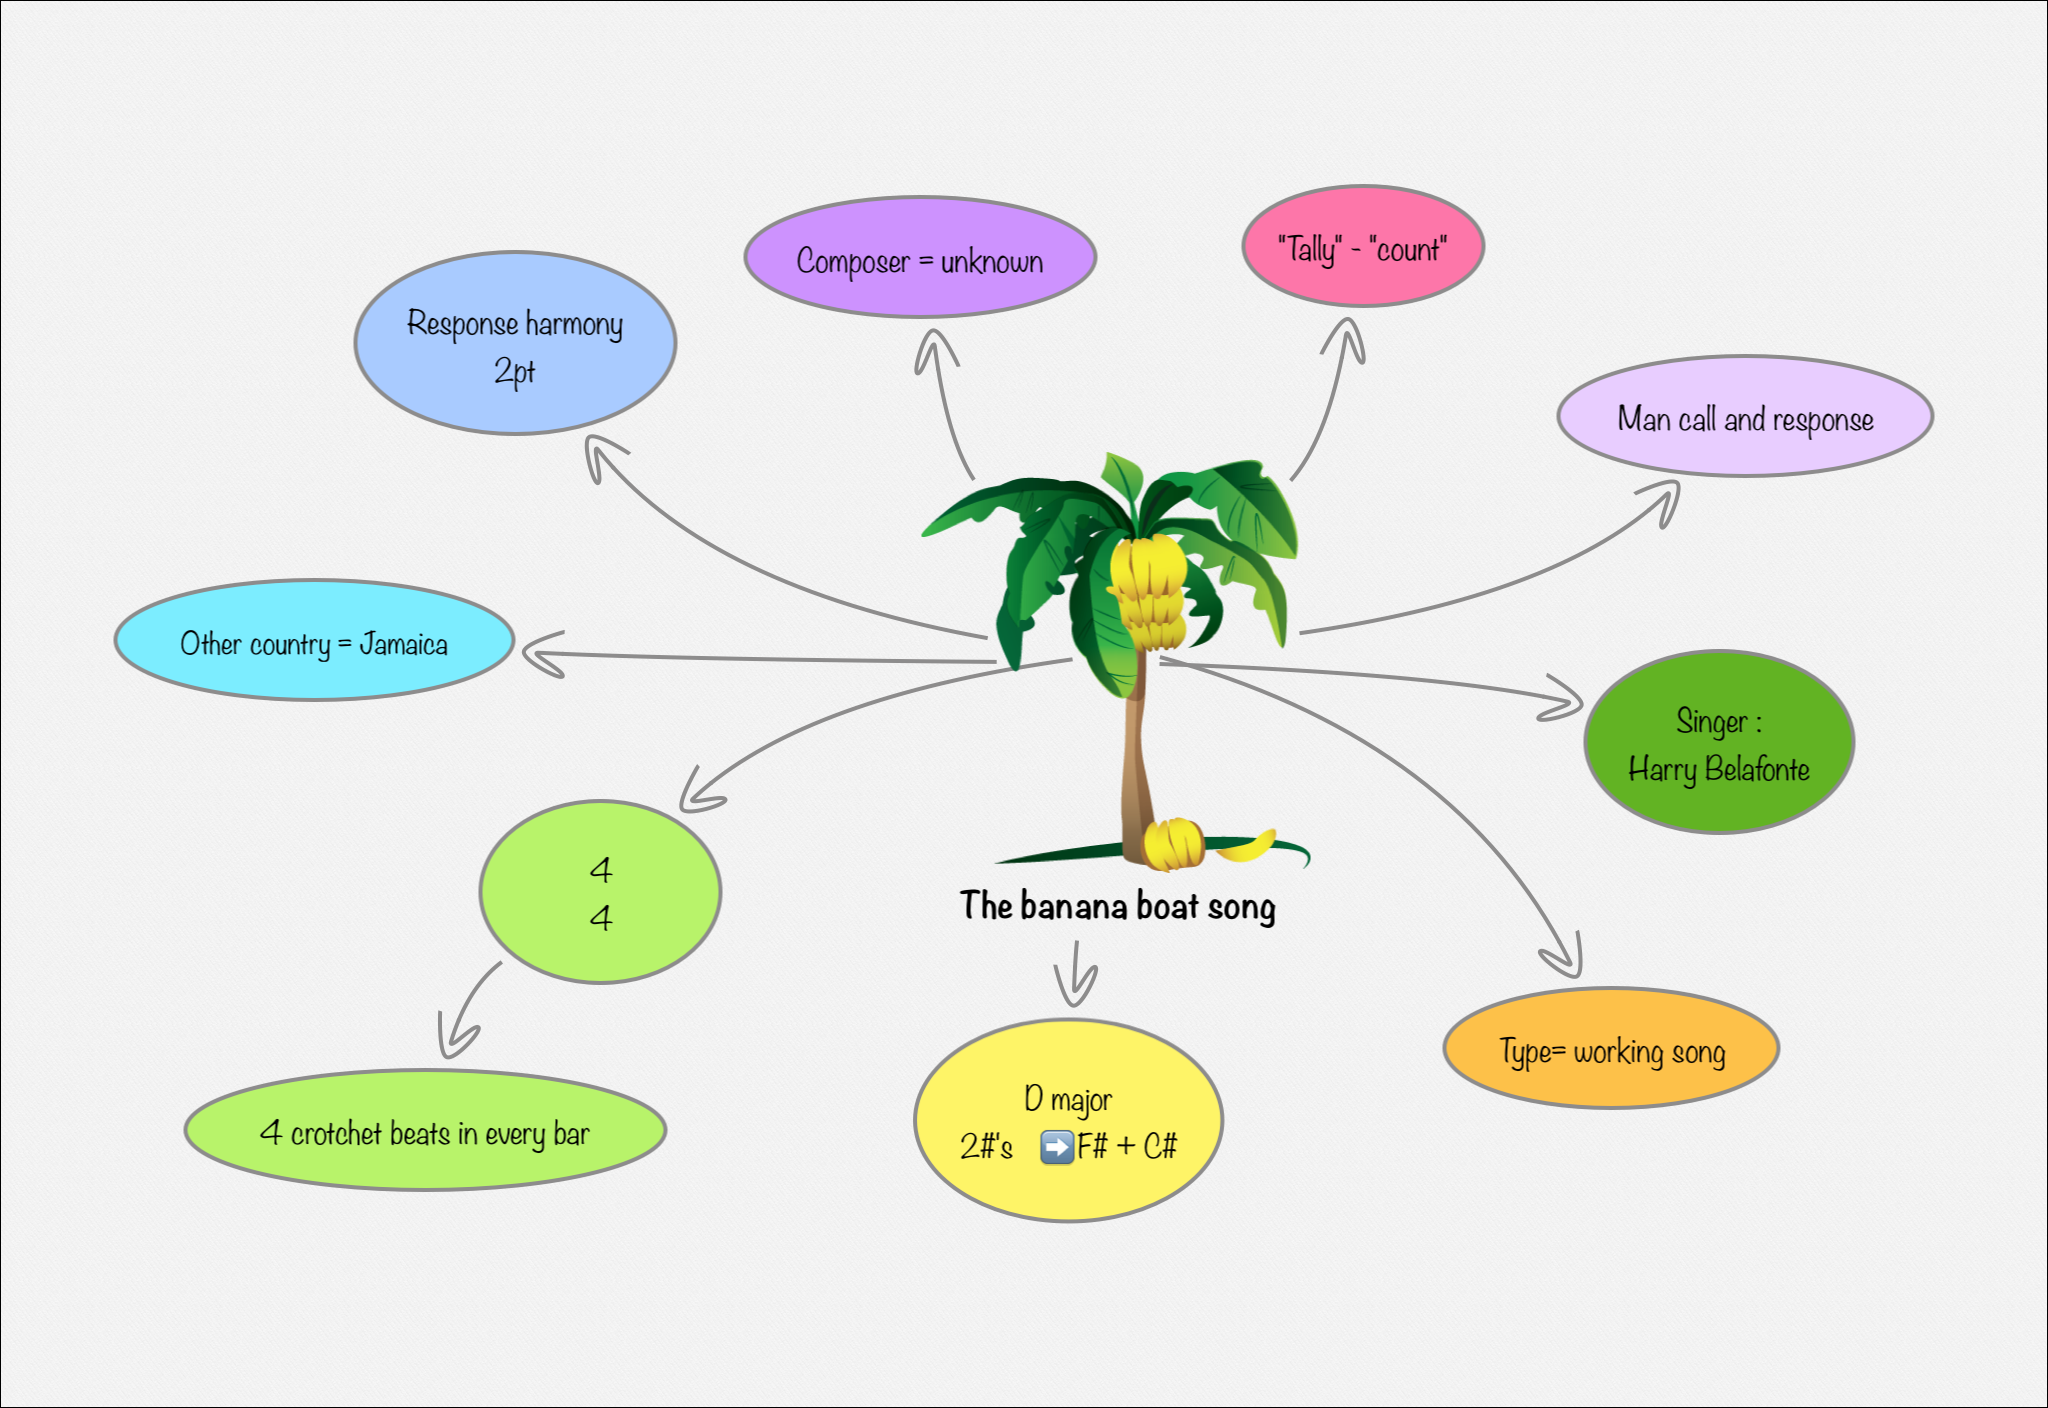 Composer = unknown
"Tally" - "count"
Response harmony
2pt
Man call and response
Other country = Jamaica
Singer :
Harry Belafonte
4
4
The banana boat song
Type= working song
4 crotchet beats in every bar
D major
2#'s ➡️F# + C#